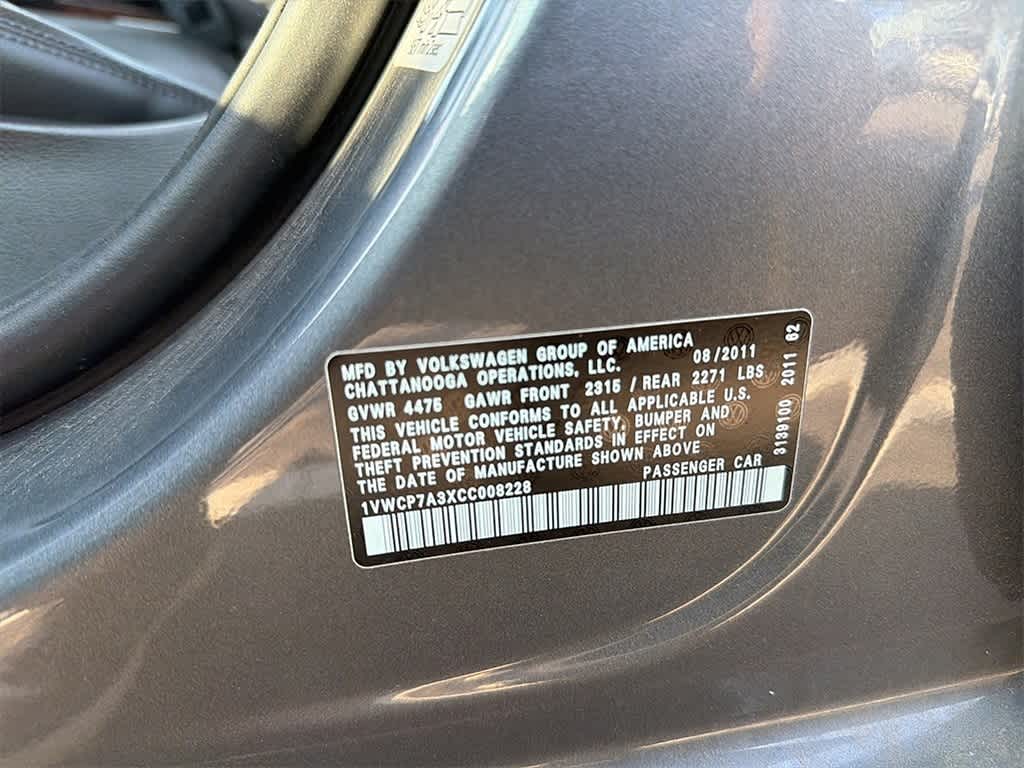 MFD BY VOLKSWAGEN GROUP OF AMERICA
CHATTANOOGA OPERATIONS, LLC. 08/2011
GVWR 4475 GAWR FRONT 2315 / REAR 2271 LBS
THIS VEHICLE CONFORMS TO ALL APPLICABLE U.S.
FEDERAL MOTOR VEHICLE SAFETY, BUMPER AND
THEFT PREVENTION STANDARDS IN EFFECT ON
THE DATE OF MANUFACTURE SHOWN ABOVE
1VWCP7A3XCC008228 PASSENGER CAR
3139100 2011 62